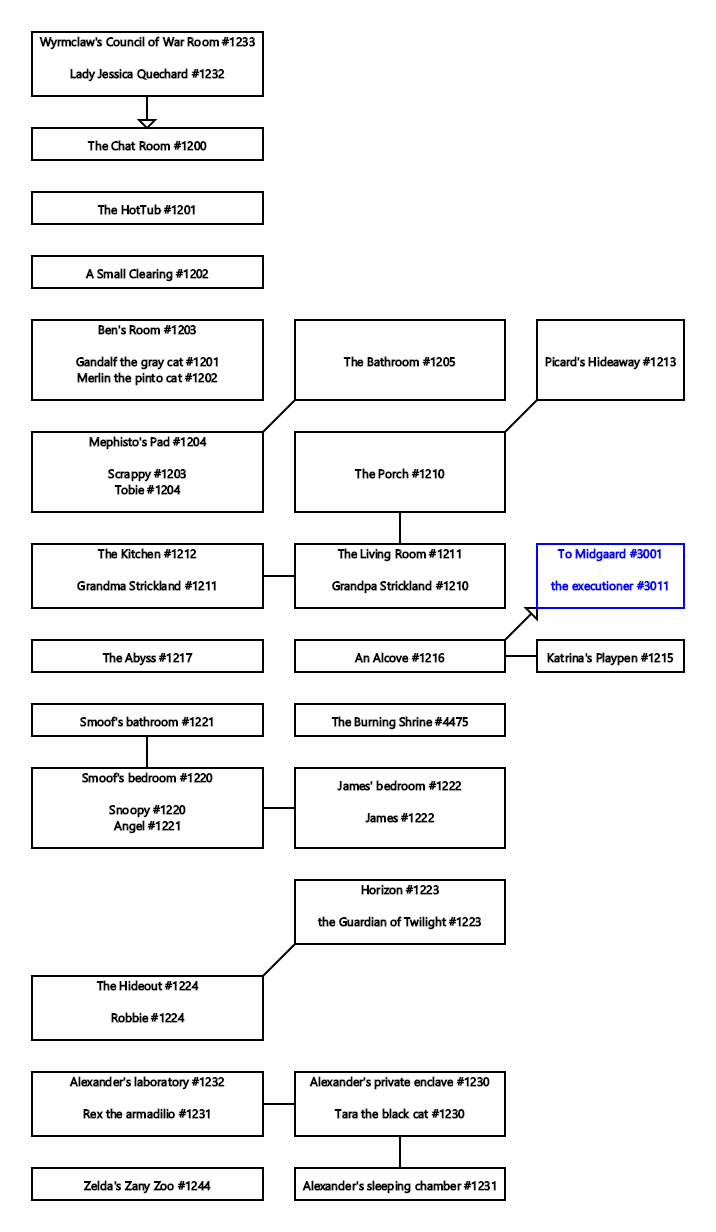 Wyrmclaw's Council of War Room #1233
Lady Jessica Quechard #1232
The Chat Room #1200
The HotTub #1201
A Small Clearing #1202
Ben's Room #1203
Gandalf the gray cat #1201
Merlin the pinto cat #1202
The Bathroom #1205
Picard's Hideaway #1213
Mephisto's Pad #1204
Scrappy #1203
Tobie #1204
The Porch #1210
The Kitchen #1212
Grandma Strickland #1211
The Living Room #1211
Grandpa Strickland #1210
To Midgaard #3001
the executioner #3011
The Abyss #1217
An Alcove #1216
Katrina's Playpen #1215
Smoof's bathroom #1221
The Burning Shrine #4475
Smoof's bedroom #1220
Snoopy #1220
Angel #1221
James' bedroom #1222
James #1222
Horizon #1223
the Guardian of Twilight #1223
The Hideout #1224
Robbie #1224
Alexander's laboratory #1232
Rex the armadilio #1231
Alexander's private enclave #1230
Tara the black cat #1230
Zelda's Zany Zoo #1244
Alexander's sleeping chamber #1231